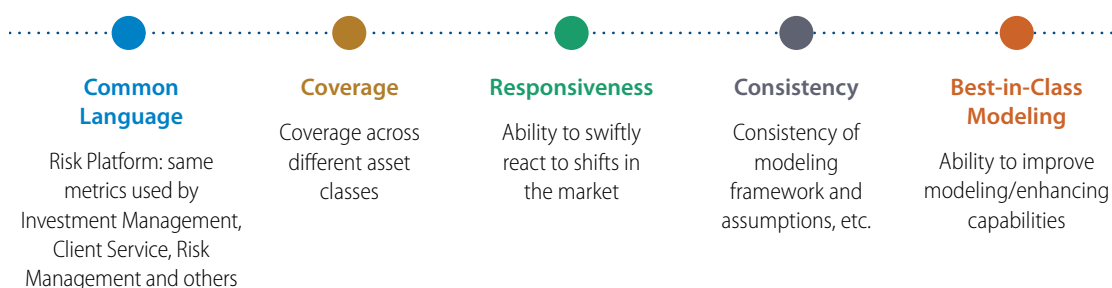 Common
Language
Risk Platform: same
metrics used by
Investment Management,
Client Service, Risk
Management and others
Coverage
Coverage across
different asset
classes
Responsiveness
Ability to swiftly
react to shifts in
the market
Consistency
Consistency of
modeling
framework and
assumptions, etc.
Best-in-Class
Modeling
Ability to improve
modeling/enhancing
capabilities